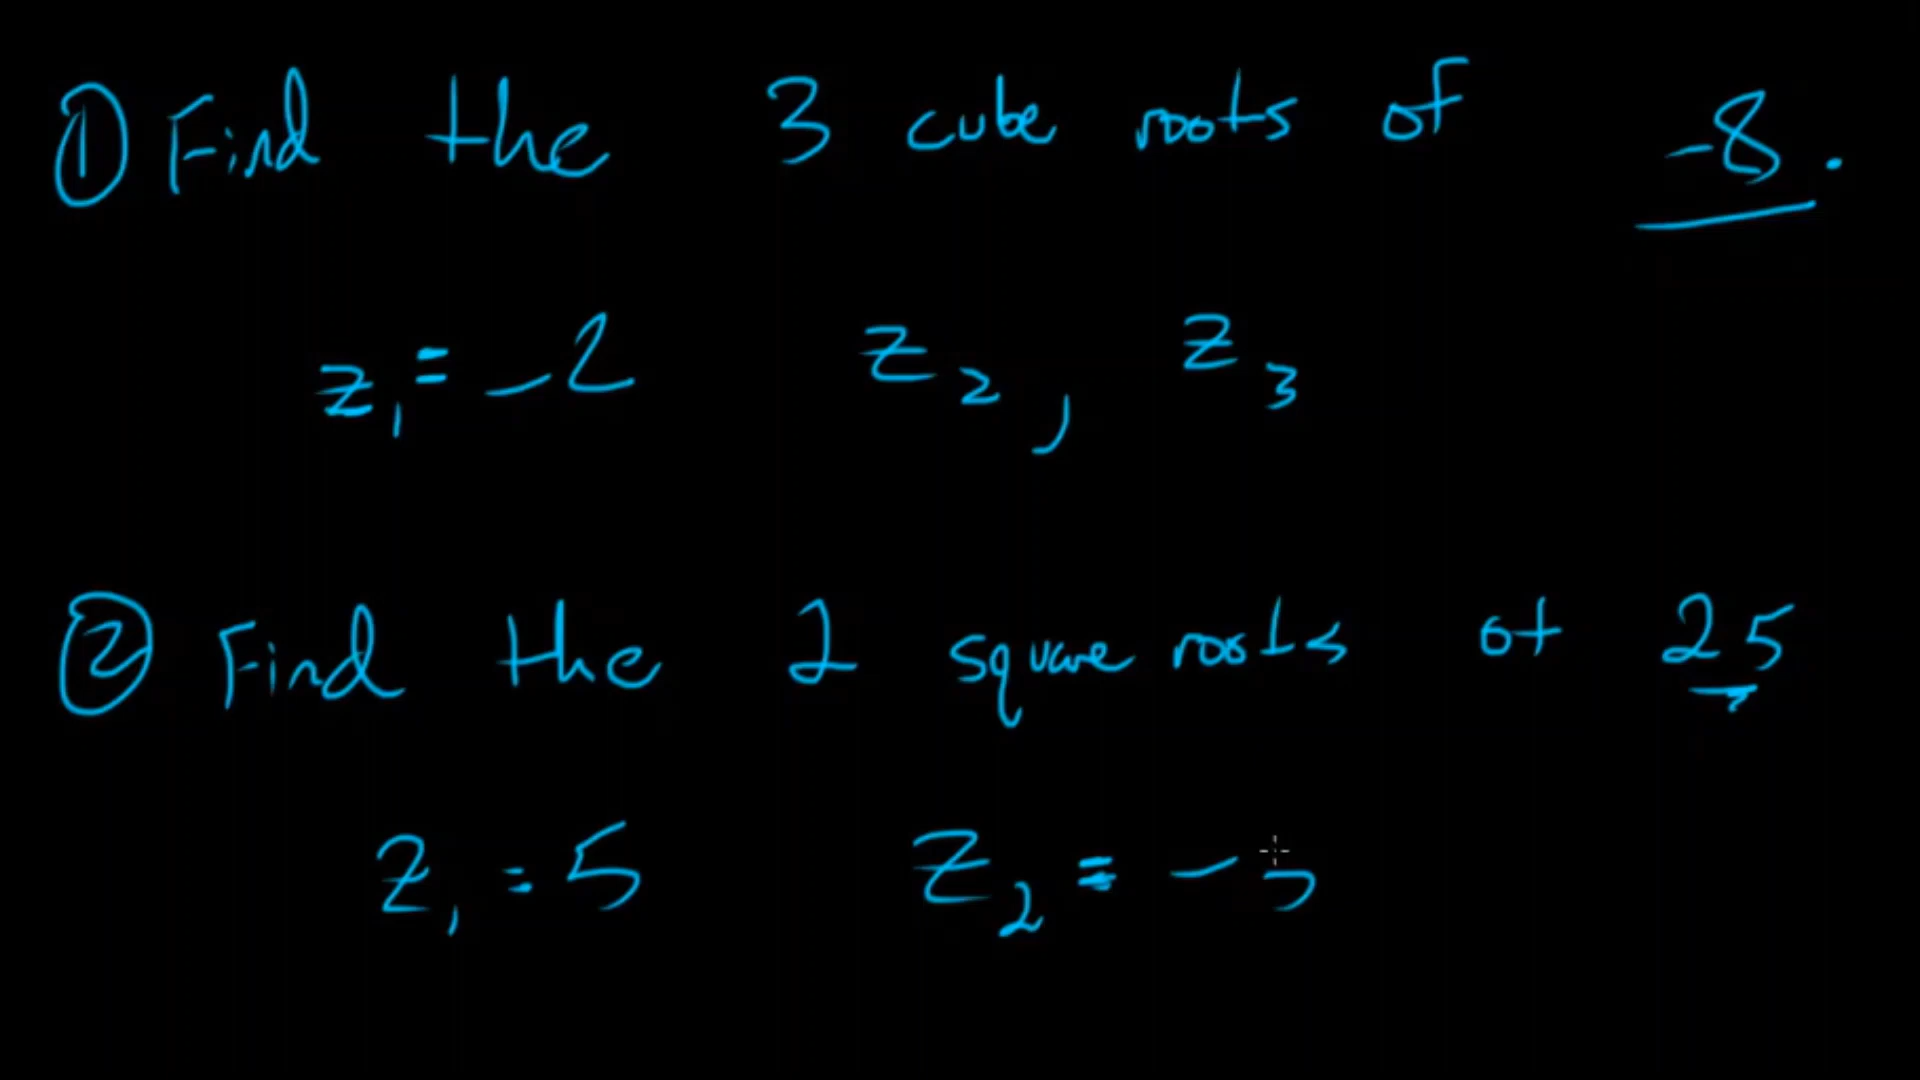 ① Find the 3 cube roots of -8.
z₁ = -2 z₂, z₃
② Find the 2 square roots of 25
z₁ = 5 z₂ = -5